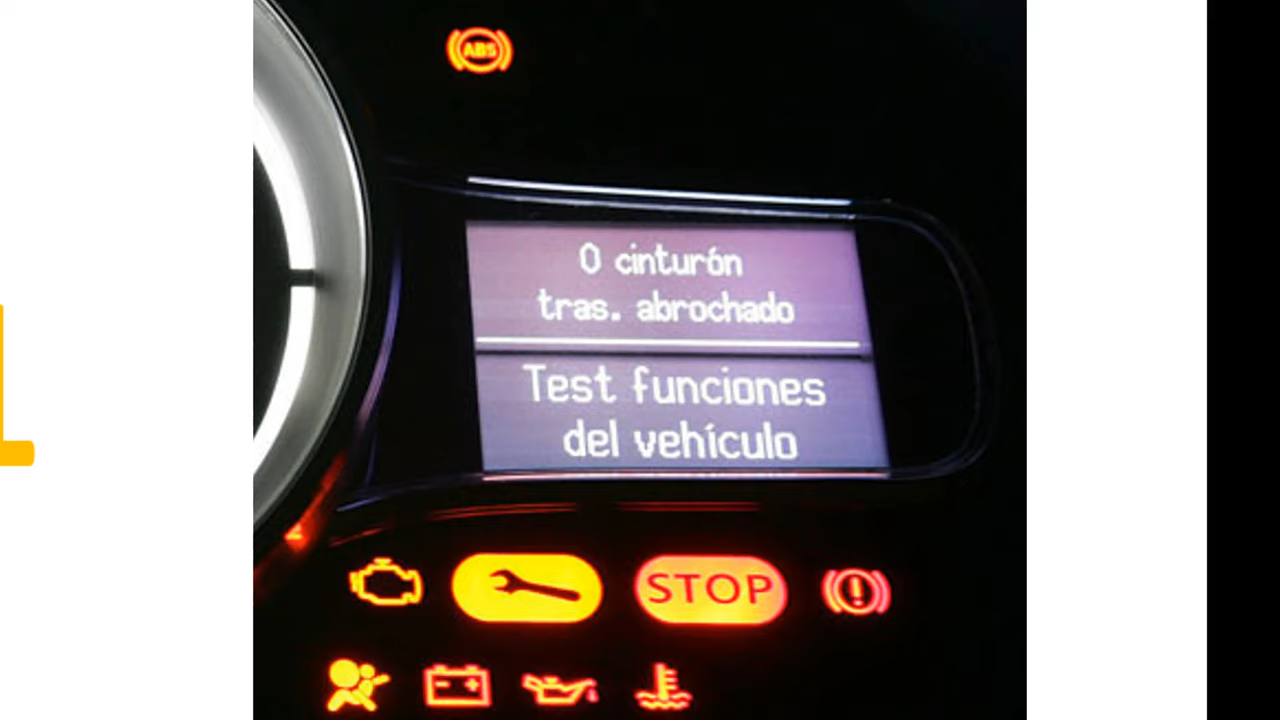 ABS
0 cinturón
tras. abrochado
Test funciones
del vehículo
STOP